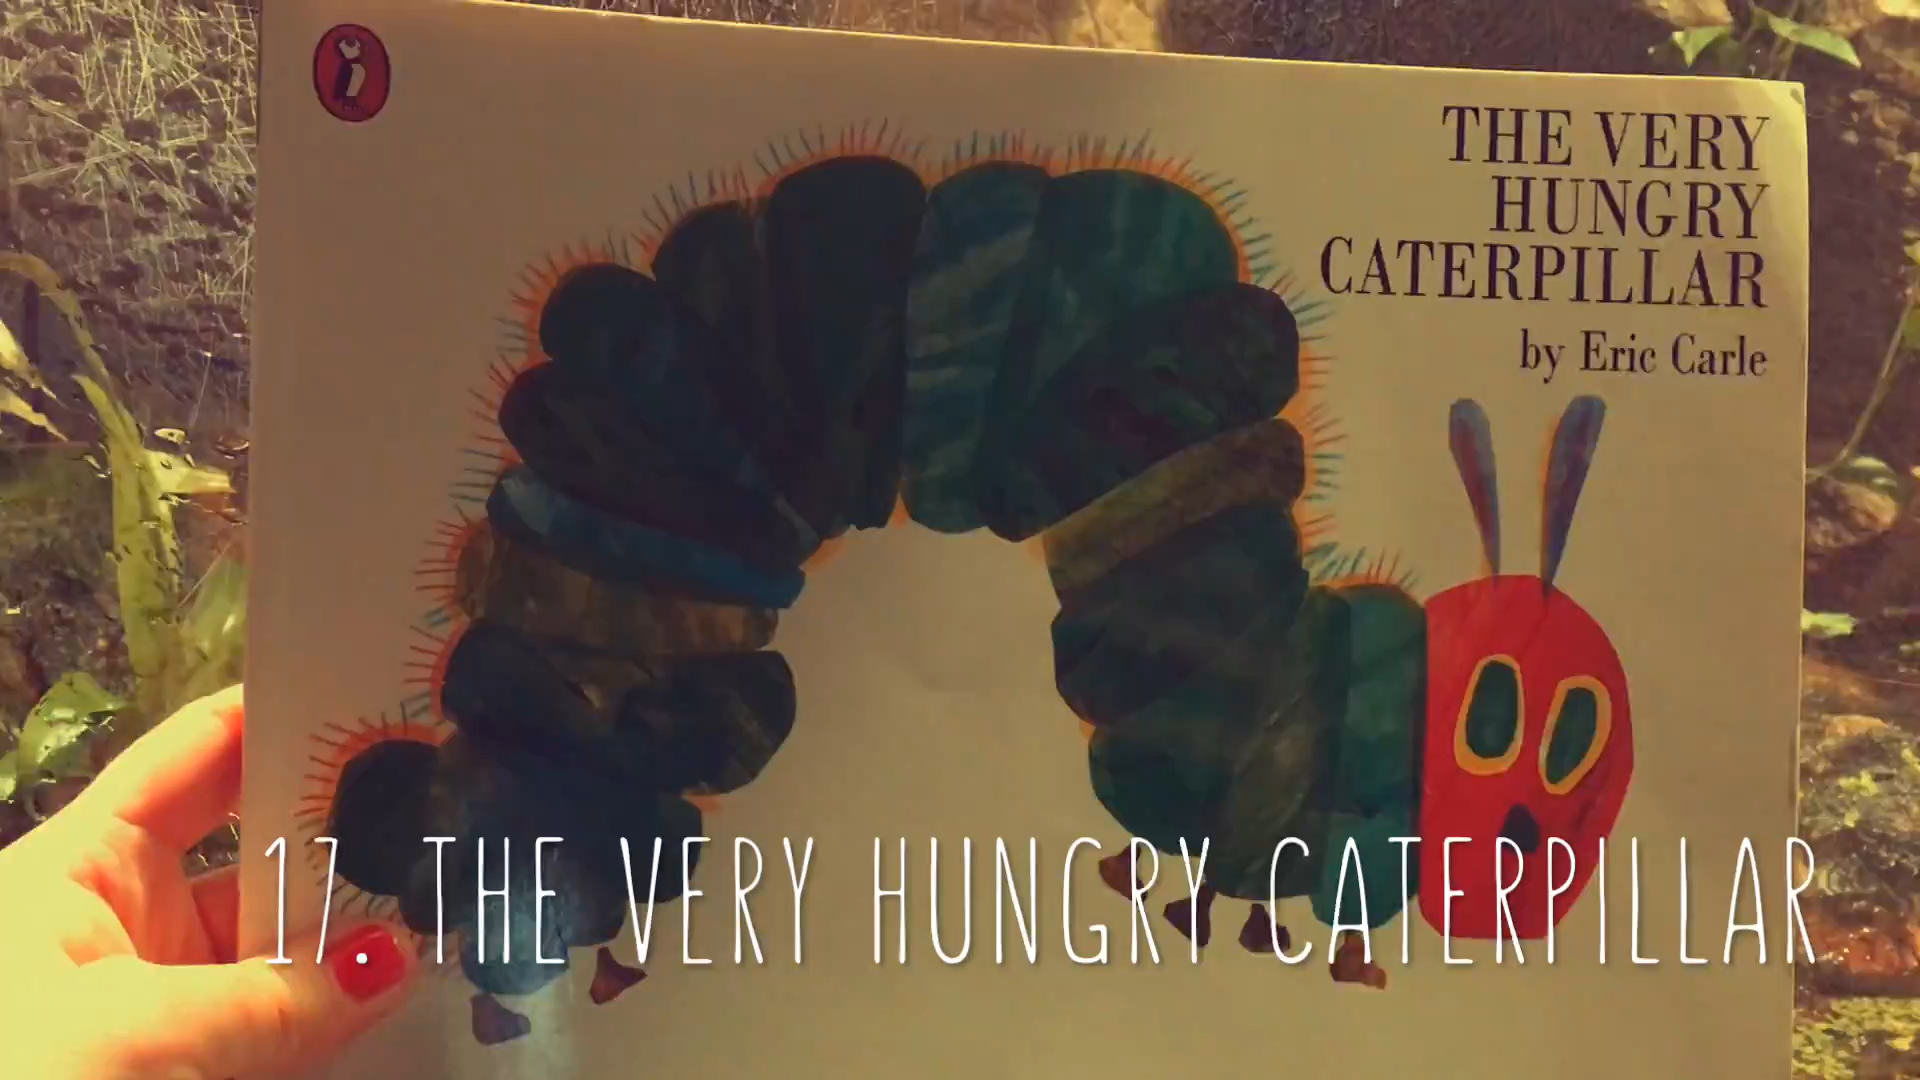 THE VERY
HUNGRY
CATERPILLAR
by Eric Carle
17. THE VERY HUNGRY CATERPILLAR